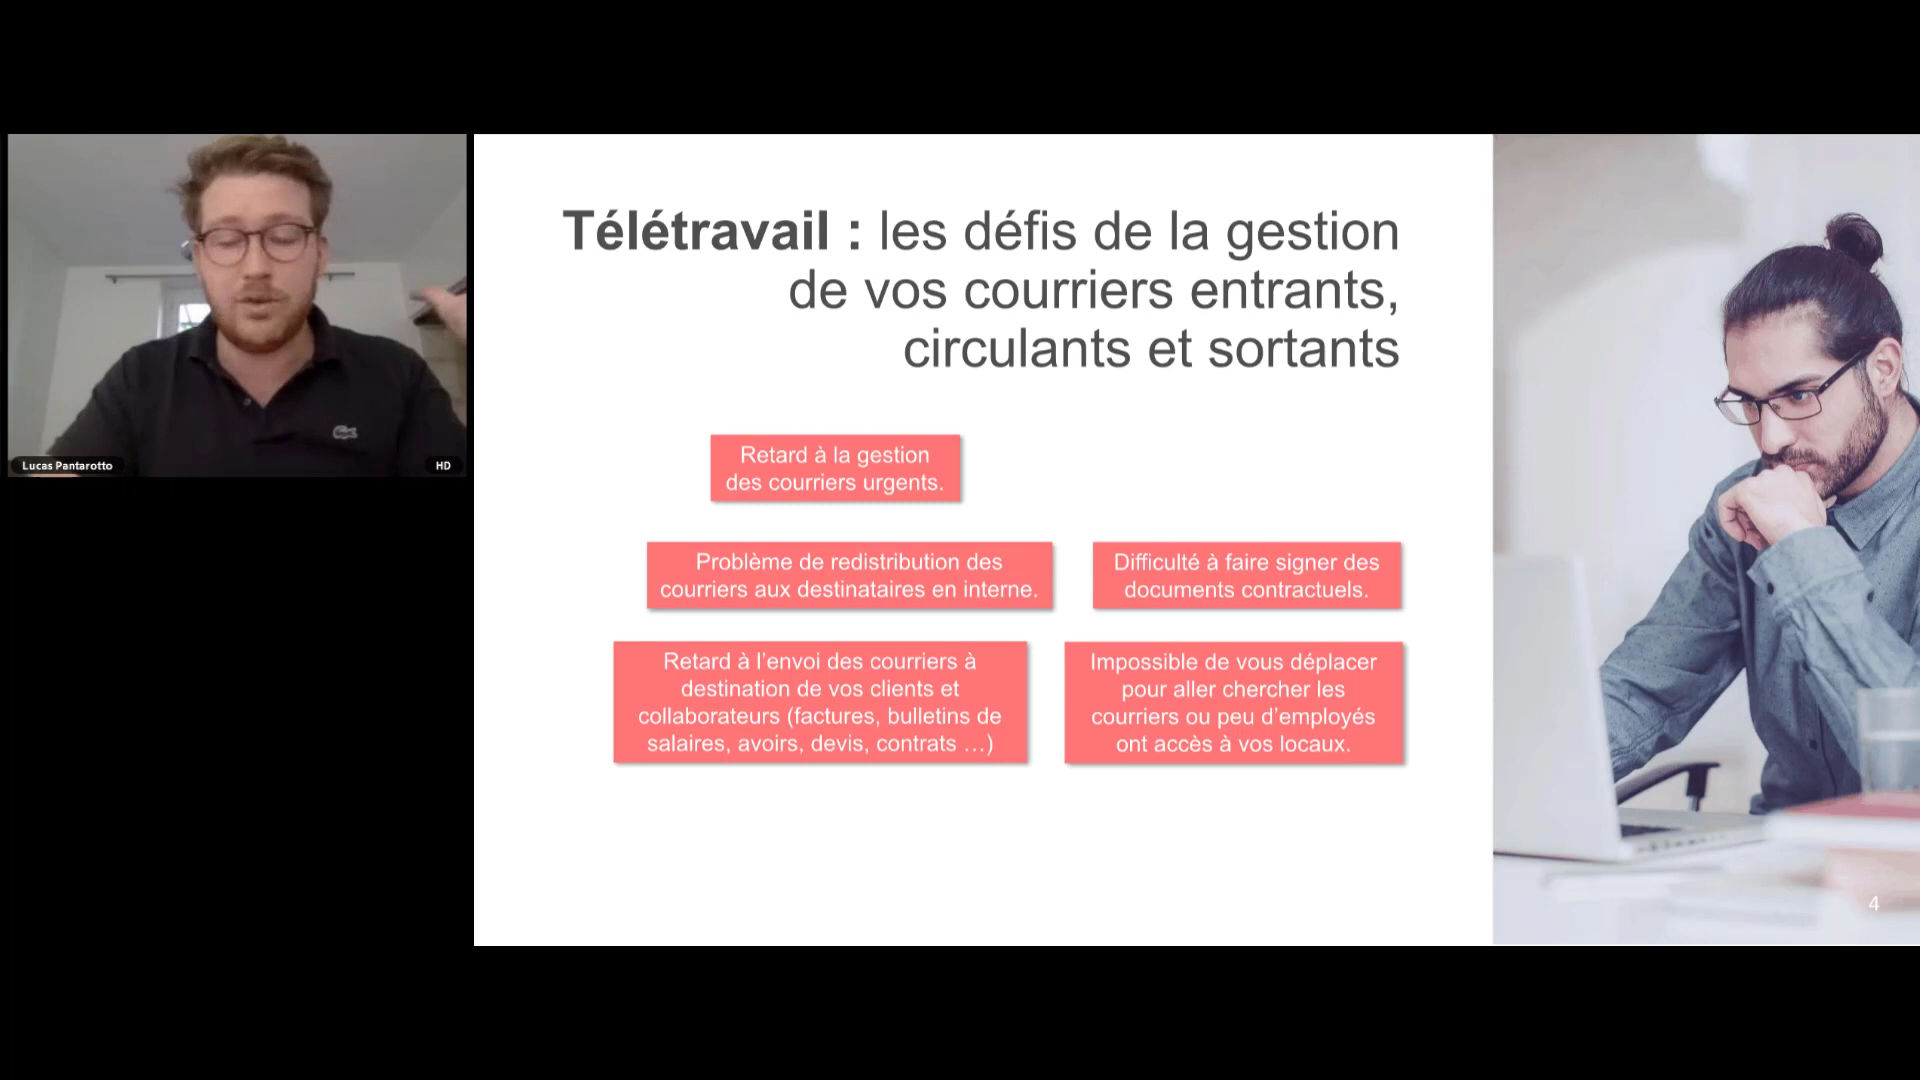 Lucas Pantarotto
HD
Télétravail : les défis de la gestion
de vos courriers entrants,
circulants et sortants
Retard à la gestion
des courriers urgents.
Problème de redistribution des
courriers aux destinataires en interne.
Difficulté à faire signer des
documents contractuels.
Retard à l’envoi des courriers à
destination de vos clients et
collaborateurs (factures, bulletins de
salaires, avoirs, devis, contrats …)
Impossible de vous déplacer
pour aller chercher les
courriers ou peu d’employés
ont accès à vos locaux.
4